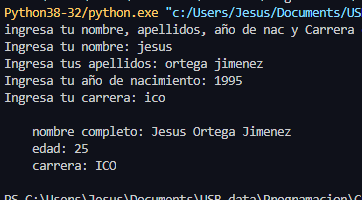 Python38-32/python.exe "c:/Users/Jesus/Documents/US
ingresa tu nombre, apellidos, año de nac y Carrera
Ingresa tu nombre: jesus
Ingresa tus apellidos: ortega jimenez
Ingresa tu año de nacimiento: 1995
Ingresa tu carrera: ico
nombre completo: Jesus Ortega Jimenez
edad: 25
carrera: ICO
PS C:\Users\Jesus\Documents\USB data\Programacion\C